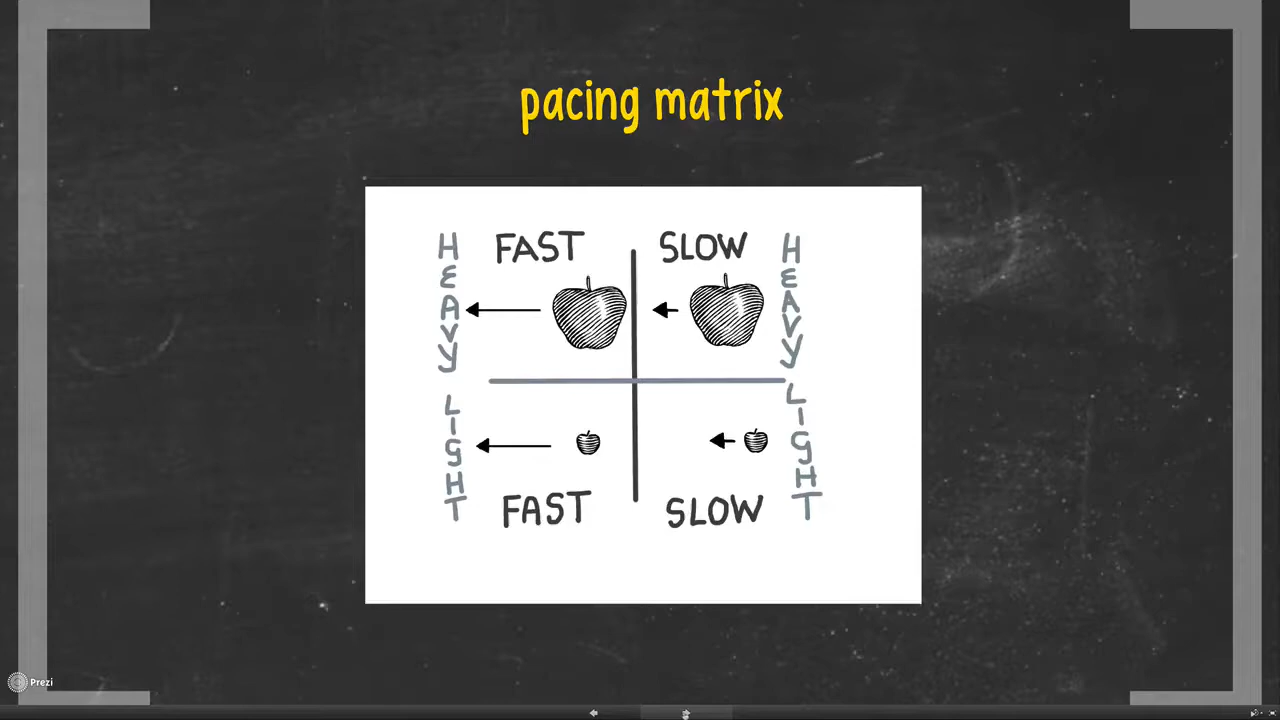 pacing matrix
FAST
SLOW
HEAVY
HEAVY
LIGHT
LIGHT
FAST
SLOW
Prezi